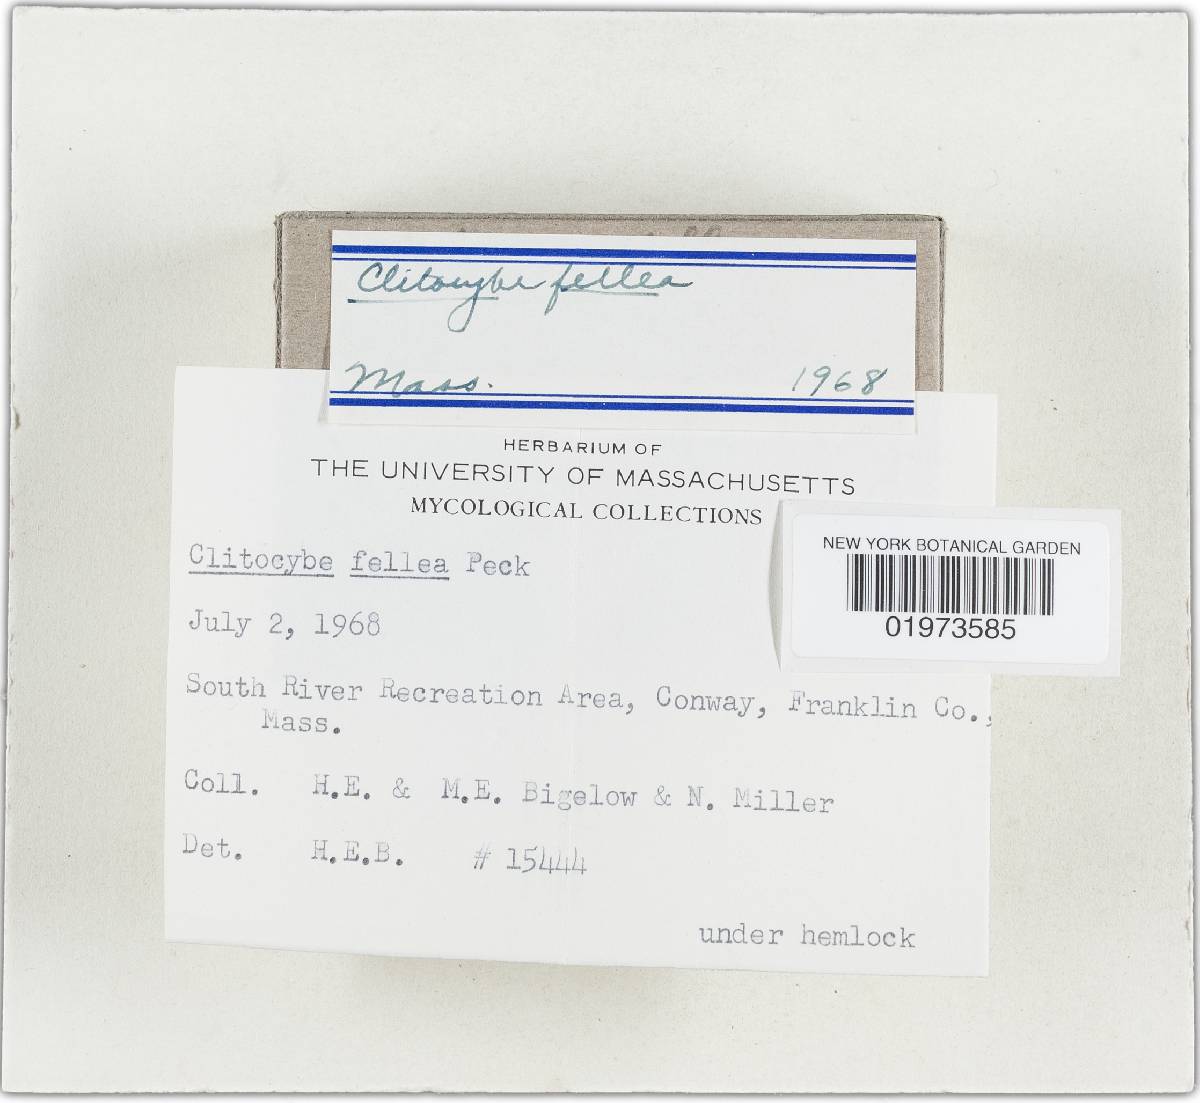 Clitocybe fellea
Mass. 1968
HERBARIUM OF
THE UNIVERSITY OF MASSACHUSETTS
MYCOLOGICAL COLLECTIONS
NEW YORK BOTANICAL GARDEN
01973585
Clitocybe fellea Peck
July 2, 1968
South River Recreation Area, Conway, Franklin Co.,
Mass.
Coll. H.E. & M.E. Bigelow & N. Miller
Det. H.E.B. # 15444
under hemlock